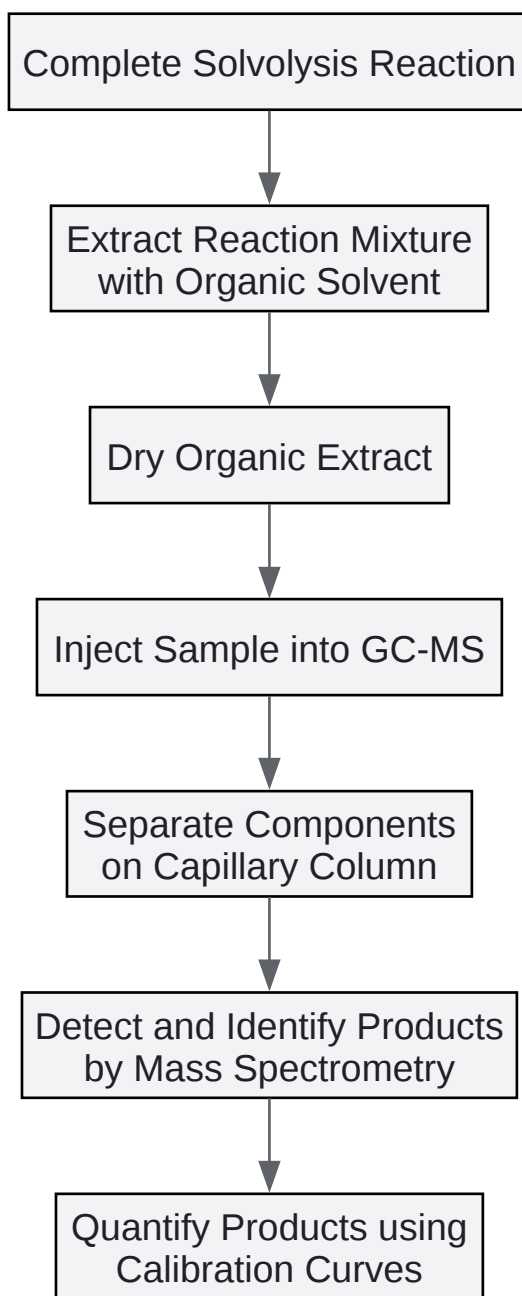 Complete Solvolysis Reaction
Extract Reaction Mixture
with Organic Solvent
Dry Organic Extract
Inject Sample into GC-MS
Separate Components
on Capillary Column
Detect and Identify Products
by Mass Spectrometry
Quantify Products using
Calibration Curves